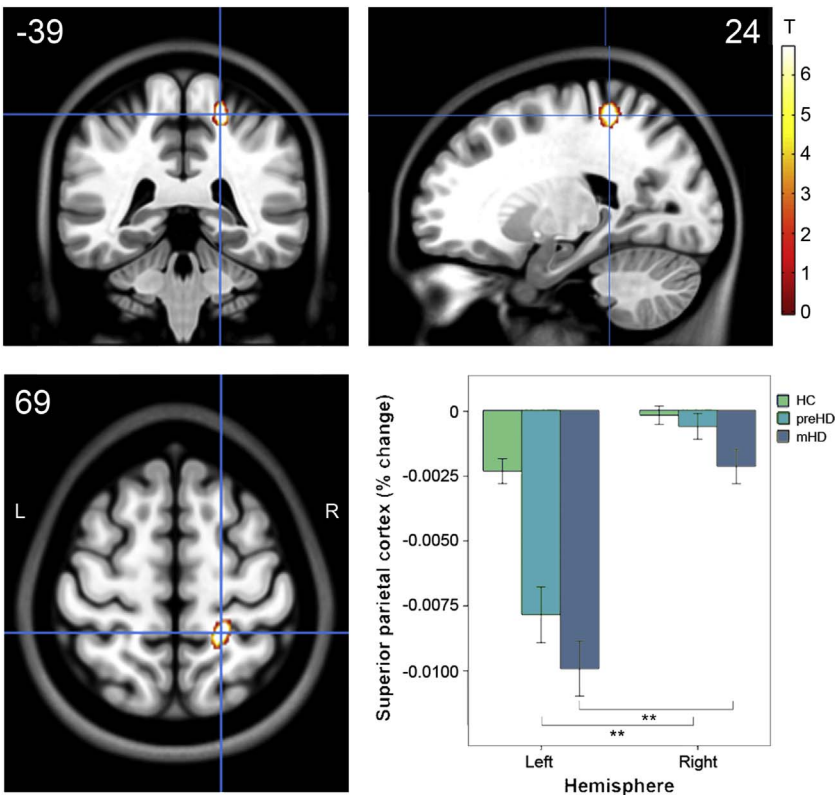 -39
24
T
6
5
4
3
2
1
0
69
L
R
HC
preHD
mHD
Superior parietal cortex (% change)
0
-0.0025
-0.0050
-0.0075
-0.0100
**
**
Left
Right
Hemisphere